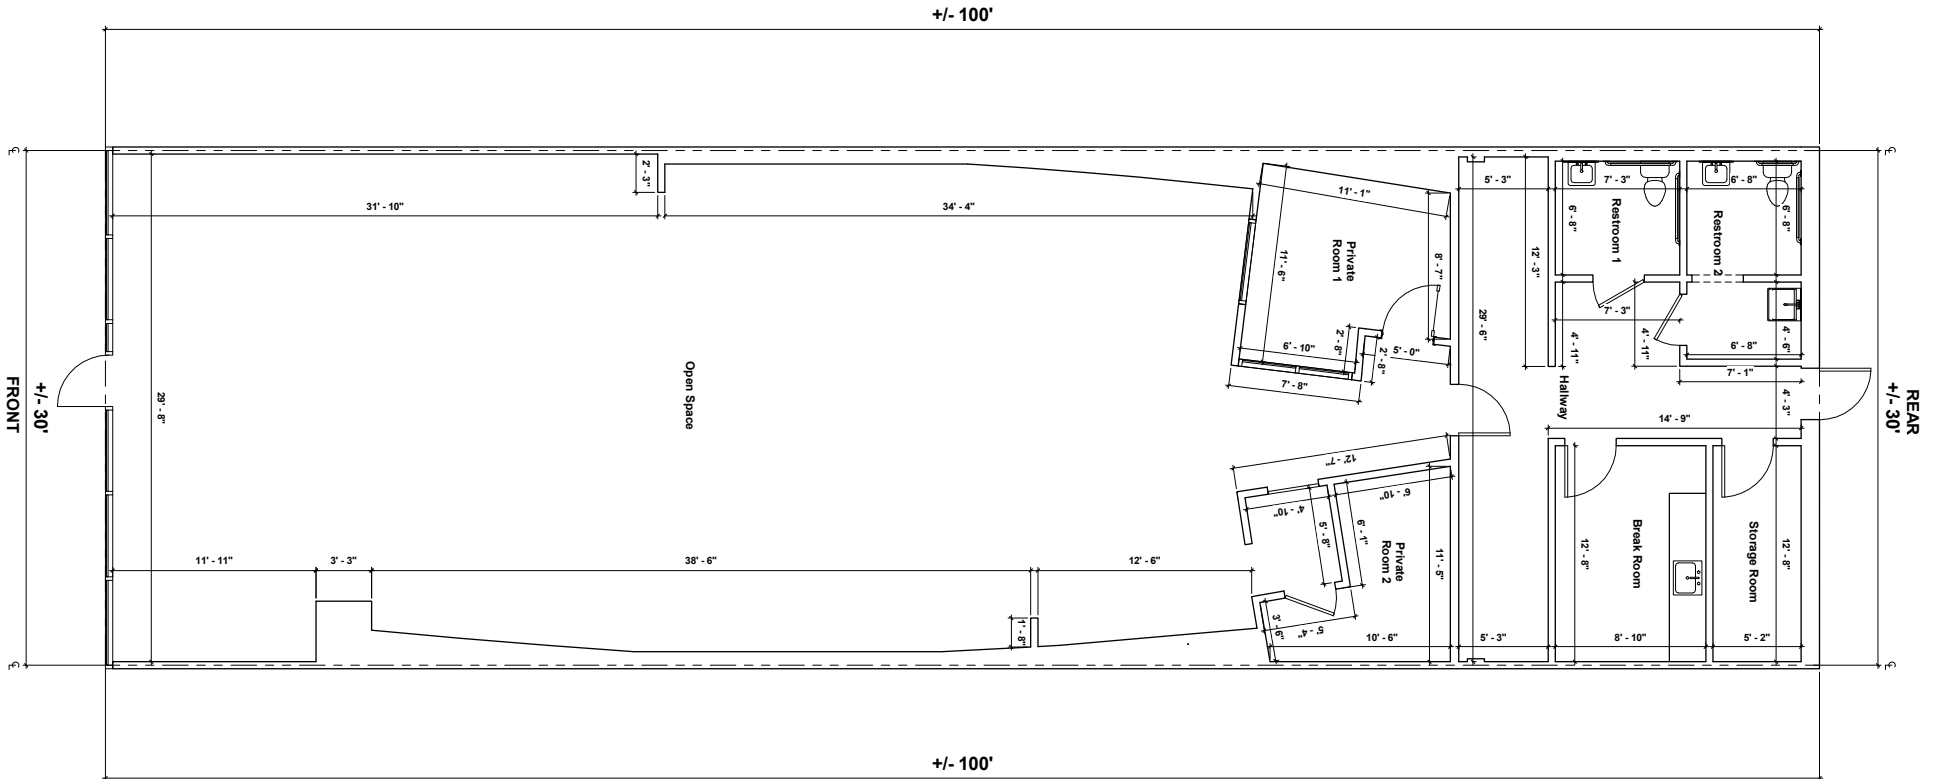 +/- 100'
FRONT
+/- 30'
REAR
+/- 30'
2' - 3"
31' - 10"
34' - 4"
29' - 8"
Open Space
11' - 11"
3' - 3"
38' - 6"
12' - 6"
1' - 8"
11' - 1"
11' - 6"
Private
Room 1
8' - 7"
6' - 10"
2' - 8"
2' - 8"
5' - 0"
7' - 8"
12' - 7"
6' - 10"
4' - 10"
5' - 8"
6' - 1"
Private
Room 2
11' - 5"
3' - 6"
5' - 4"
10' - 6"
5' - 3"
12' - 3"
29' - 6"
5' - 3"
7' - 3"
6' - 8"
Restroom 1
6' - 8"
6' - 8"
Restroom 2
7' - 3"
4' - 11"
4' - 11"
4' - 6"
6' - 8"
7' - 1"
Hallway
4' - 3"
14' - 9"
12' - 8"
Break Room
8' - 10"
Storage Room
12' - 8"
5' - 2"
+/- 100'